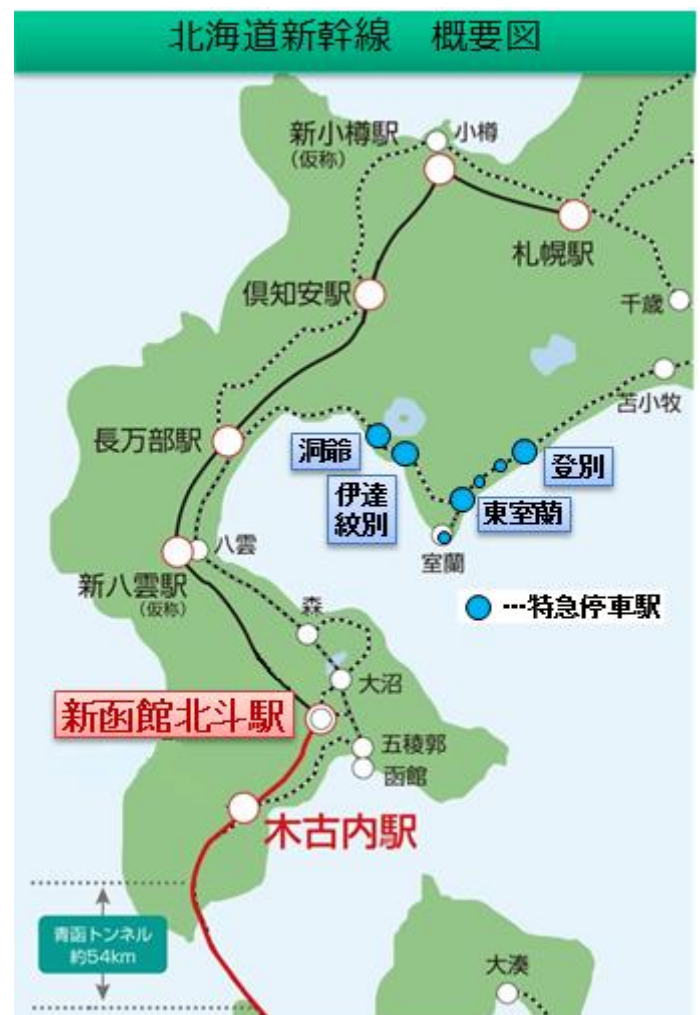 北海道新幹線　概要図
新小樽駅
(仮称)
小樽
札幌駅
倶知安駅
千歳
苫小牧
長万部駅
洞爺
登別
伊達
紋別
東室蘭
室蘭
八雲
新八雲駅
(仮称)
…特急停車駅
森
大沼
新函館北斗駅
五稜郭
函館
木古内駅
青函トンネル
約54km
大湊